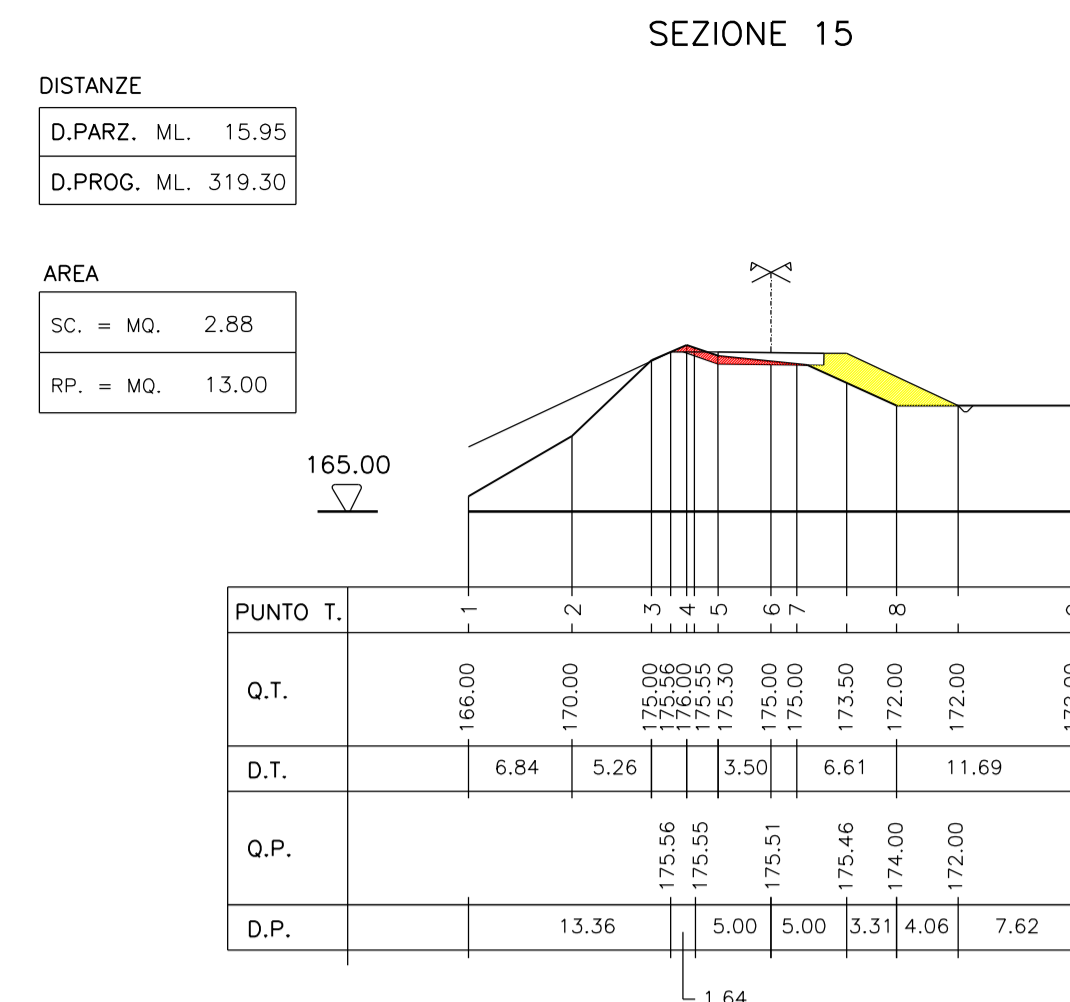 SEZIONE 15
DISTANZE
D.PARZ. ML. 15.95
D.PROG. ML. 319.30
AREA
SC. = MQ. 2.88
RP. = MQ. 13.00
165.00
PUNTO T. 1 2 3 4 5 6 7 8
Q.T. 166.00 170.00 175.00 175.56 176.00 175.55 175.30 175.00 175.00 173.50 172.00 172.00
D.T. 6.84 5.26 3.50 6.61 11.69
Q.P. 175.56 175.55 175.51 175.46 174.00 172.00
D.P. 13.36 5.00 5.00 3.31 4.06 7.62
1.64